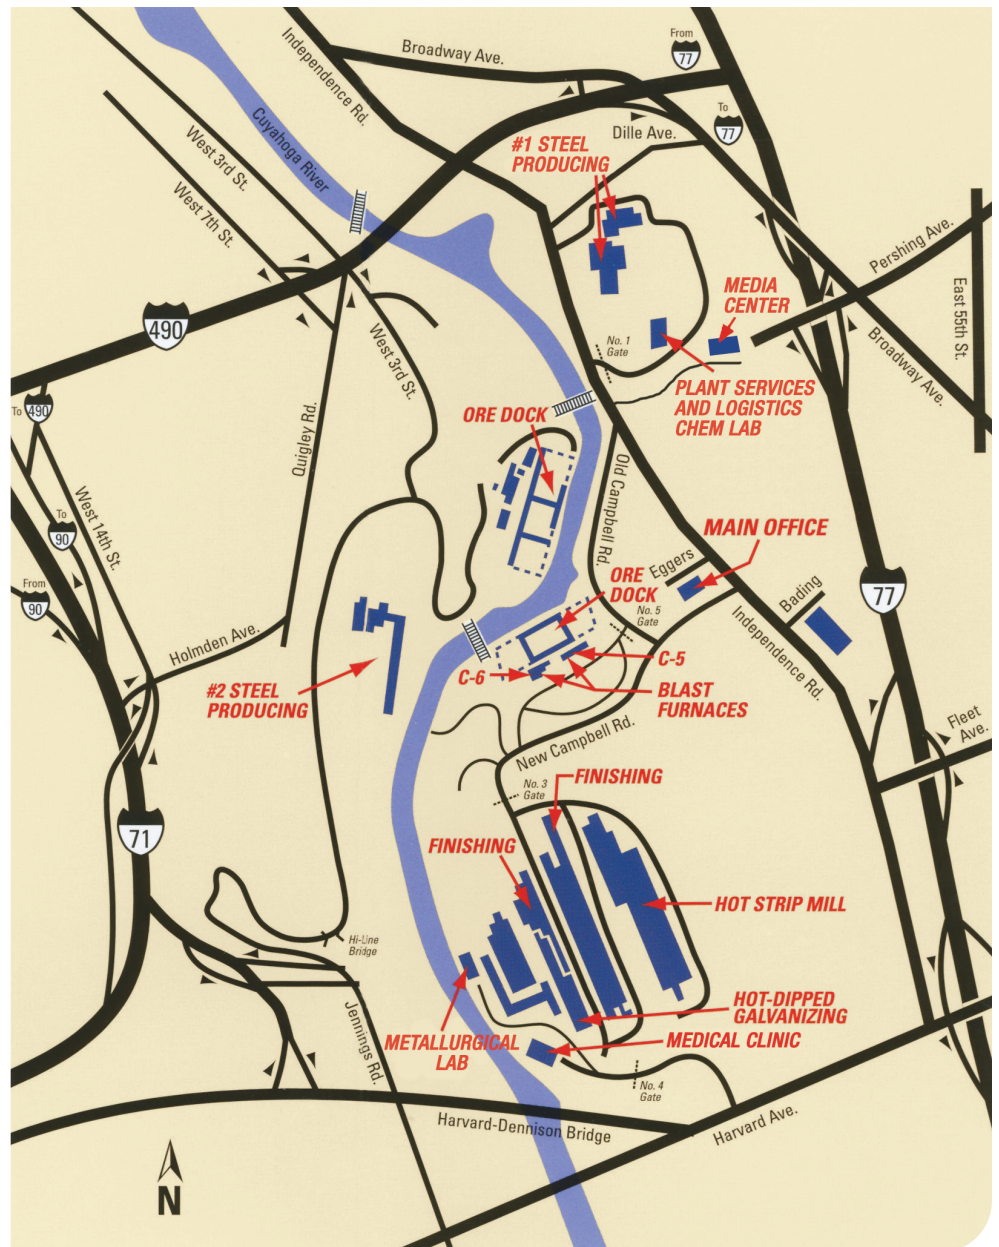 From
77
Broadway Ave.
Independence Rd.
To
77
Dille Ave.
#1 STEEL
PRODUCING
Cuyahoga River
West 3rd St.
West 7th St.
Pershing Ave.
East 55th St.
MEDIA
CENTER
490
West 3rd St.
No. 1
Gate
Broadway Ave.
PLANT SERVICES
AND LOGISTICS
CHEM LAB
To
490
ORE DOCK
Quigley Rd.
Old Campbell Rd.
West 14th St.
To
90
MAIN OFFICE
Eggers
ORE
DOCK
From
90
Bading
77
No. 5
Gate
Holmden Ave.
Independence Rd.
C-5
C-6
#2 STEEL
PRODUCING
BLAST
FURNACES
Fleet
Ave.
New Campbell Rd.
No. 3
Gate
FINISHING
71
FINISHING
HOT STRIP MILL
Hi-Line
Bridge
HOT-DIPPED
GALVANIZING
Jennings Rd.
METALLURGICAL
LAB
MEDICAL CLINIC
No. 4
Gate
Harvard-Dennison Bridge
Harvard Ave.
N